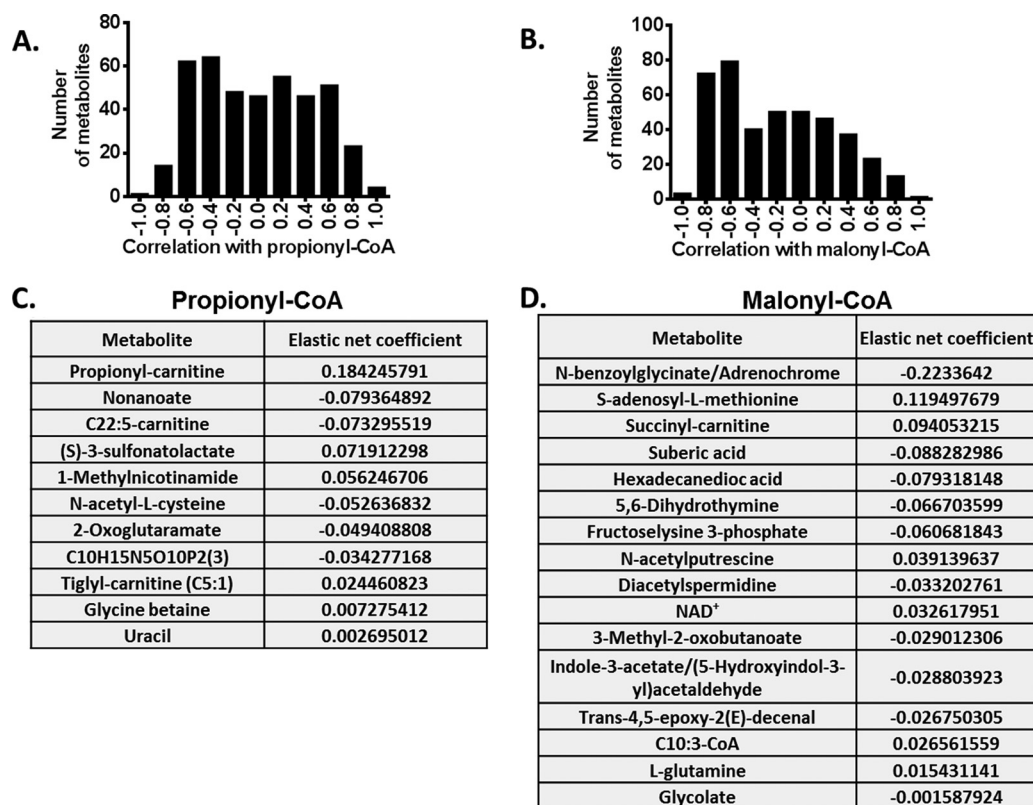 A.
80
60
40
20
0
Number
of metabolites
-1.0
-0.8
-0.6
-0.4
-0.2
0.0
0.2
0.4
0.6
0.8
1.0
Correlation with propionyl-CoA
B.
100
80
60
40
20
0
Number
of metabolites
-1.0
-0.8
-0.6
-0.4
-0.2
0.0
0.2
0.4
0.6
0.8
1.0
Correlation with malonyl-CoA
C.
Propionyl-CoA
Metabolite Elastic net coefficient
Propionyl-carnitine 0.184245791
Nonanoate -0.079364892
C22:5-carnitine -0.073295519
(S)-3-sulfonatolactate 0.071912298
1-Methylnicotinamide 0.056246706
N-acetyl-L-cysteine -0.052636832
2-Oxoglutaramate -0.049408808
C10H15N5O10P2(3) -0.034277168
Tiglyl-carnitine (C5:1) 0.024460823
Glycine betaine 0.007275412
Uracil 0.002695012
D.
Malonyl-CoA
Metabolite Elastic net coefficient
N-benzoylglycinate/Adrenochrome -0.2233642
S-adenosyl-L-methionine 0.119497679
Succinyl-carnitine 0.094053215
Suberic acid -0.088282986
Hexadecanedioc acid -0.079318148
5,6-Dihydrothymine -0.066703599
Fructoselysine 3-phosphate -0.060681843
N-acetylputrescine 0.039139637
Diacetylspermidine -0.033202761
NAD⁺ 0.032617951
3-Methyl-2-oxobutanoate -0.029012306
Indole-3-acetate/(5-Hydroxyindol-3-
yl)acetaldehyde -0.028803923
Trans-4,5-epoxy-2(E)-decenal -0.026750305
C10:3-CoA 0.026561559
L-glutamine 0.015431141
Glycolate -0.001587924